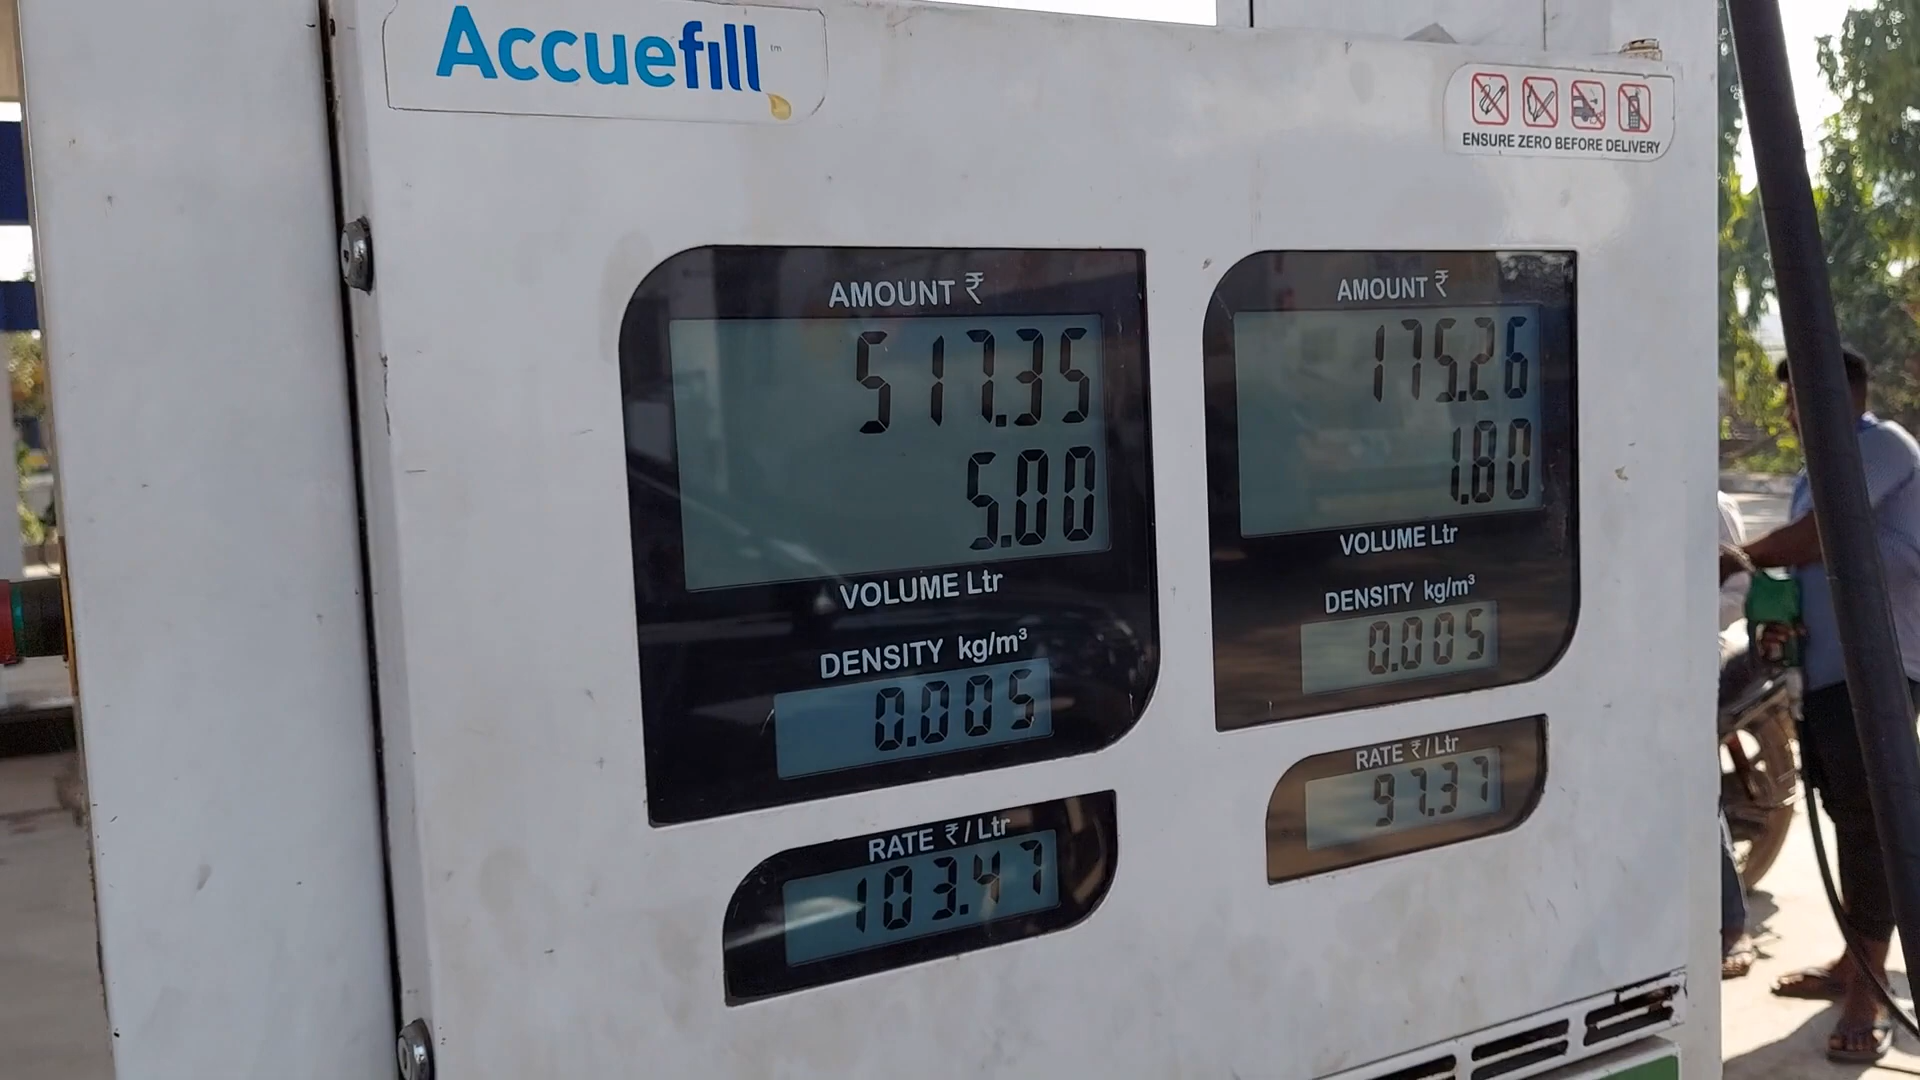 Accuefill™
ENSURE ZERO BEFORE DELIVERY
AMOUNT ₹
517.35
5.00
VOLUME Ltr
DENSITY kg/m³
0.005
RATE ₹/Ltr
103.47
AMOUNT ₹
175.26
1.80
VOLUME Ltr
DENSITY kg/m³
0.005
RATE ₹/Ltr
97.37